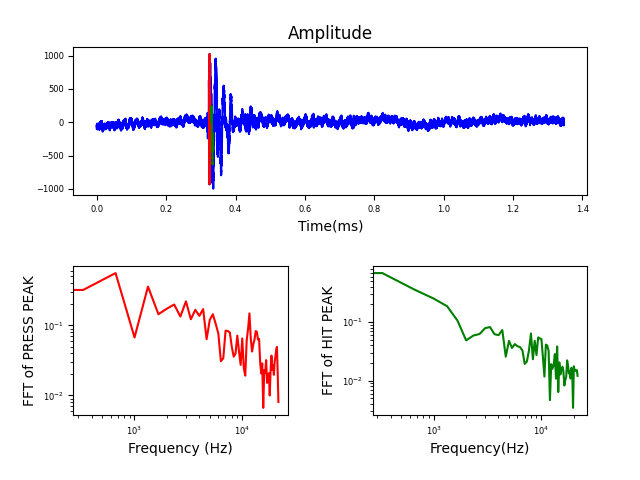 Amplitude
1000
500
0
−500
−1000
0.0 0.2 0.4 0.6 0.8 1.0 1.2 1.4
Time(ms)
FFT of PRESS PEAK
10⁻¹
10⁻²
10³ 10⁴
Frequency (Hz)
FFT of HIT PEAK
10⁻¹
10⁻²
10³ 10⁴
Frequency(Hz)